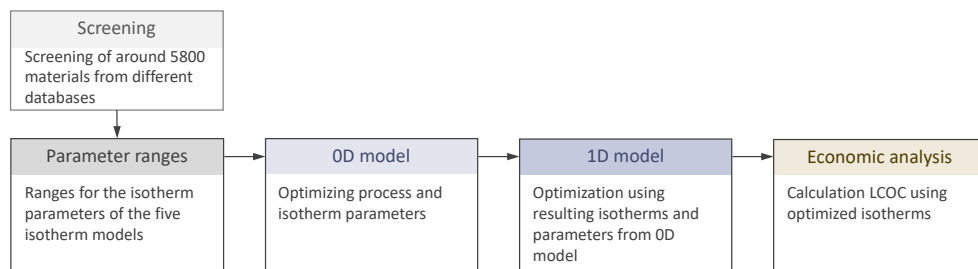 Screening
Screening of around 5800
materials from different
databases
Parameter ranges
Ranges for the isotherm
parameters of the five
isotherm models
0D model
Optimizing process and
isotherm parameters
1D model
Optimization using
resulting isotherms and
parameters from 0D
model
Economic analysis
Calculation LCOC using
optimized isotherms